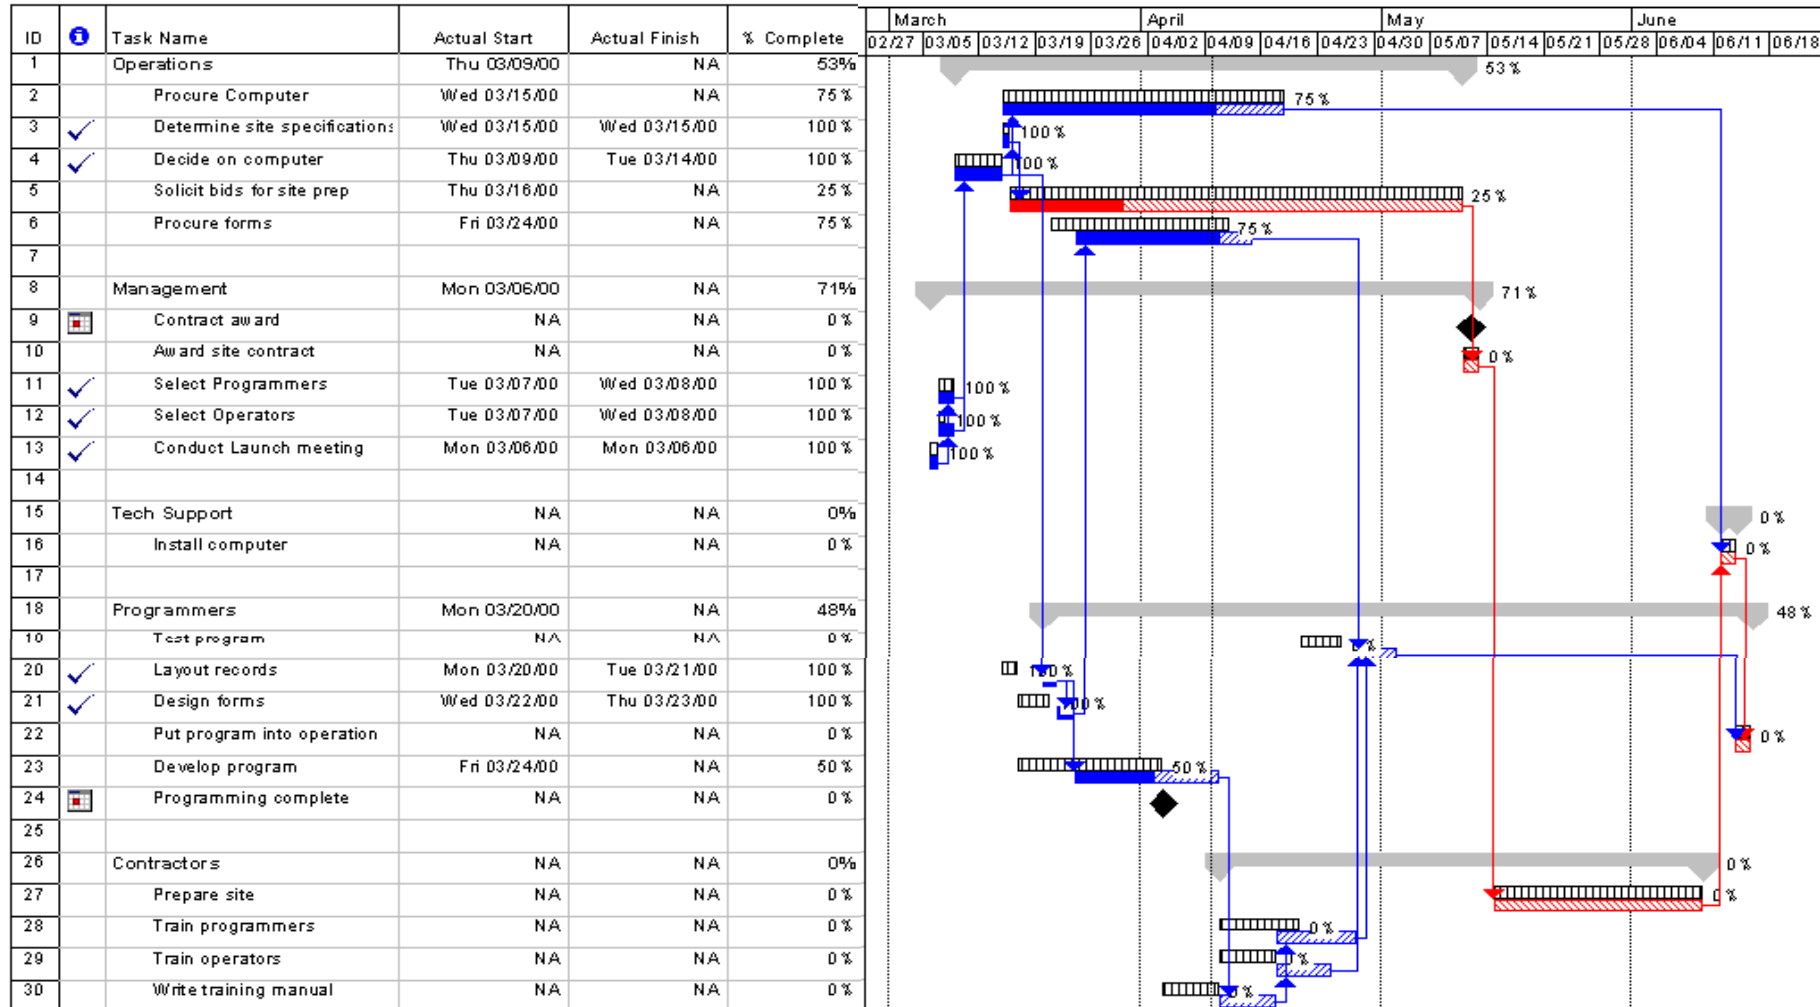 March April May June
ID Task Name Actual Start Actual Finish % Complete 02/27 03/05 03/12 03/19 03/26 04/02 04/09 04/16 04/23 04/30 05/07 05/14 05/21 05/28 06/04 06/11 06/18
1 Operations Thu 03/09/00 NA 53% 53%
2 Procure Computer Wed 03/15/00 NA 75% 75%
3 Determine site specifications Wed 03/15/00 Wed 03/15/00 100% 100%
4 Decide on computer Thu 03/09/00 Tue 03/14/00 100% 100%
5 Solicit bids for site prep Thu 03/16/00 NA 25% 25%
6 Procure forms Fri 03/24/00 NA 75% 75%
7
8 Management Mon 03/06/00 NA 71% 71%
9 Contract award NA NA 0%
10 Award site contract NA NA 0% 0%
11 Select Programmers Tue 03/07/00 Wed 03/08/00 100% 100%
12 Select Operators Tue 03/07/00 Wed 03/08/00 100% 100%
13 Conduct Launch meeting Mon 03/06/00 Mon 03/06/00 100% 100%
14
15 Tech Support NA NA 0% 0%
16 Install computer NA NA 0% 0%
17
18 Programmers Mon 03/20/00 NA 48% 48%
Test program NA NA 0%
20 Layout records Mon 03/20/00 Tue 03/21/00 100% 100%
21 Design forms Wed 03/22/00 Thu 03/23/00 100% 100%
22 Put program into operation NA NA 0% 0%
23 Develop program Fri 03/24/00 NA 50% 50%
24 Programming complete NA NA 0%
25
26 Contractors NA NA 0% 0%
27 Prepare site NA NA 0% 0%
28 Train programmers NA NA 0% 0%
29 Train operators NA NA 0%
30 Write training manual NA NA 0% 0%